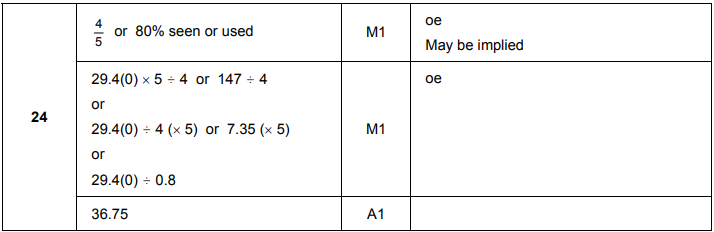 24
4/5 or 80% seen or used
M1
oe
May be implied
29.4(0) × 5 ÷ 4 or 147 ÷ 4
or
29.4(0) ÷ 4 (× 5) or 7.35 (× 5)
or
29.4(0) ÷ 0.8
M1
oe
36.75
A1